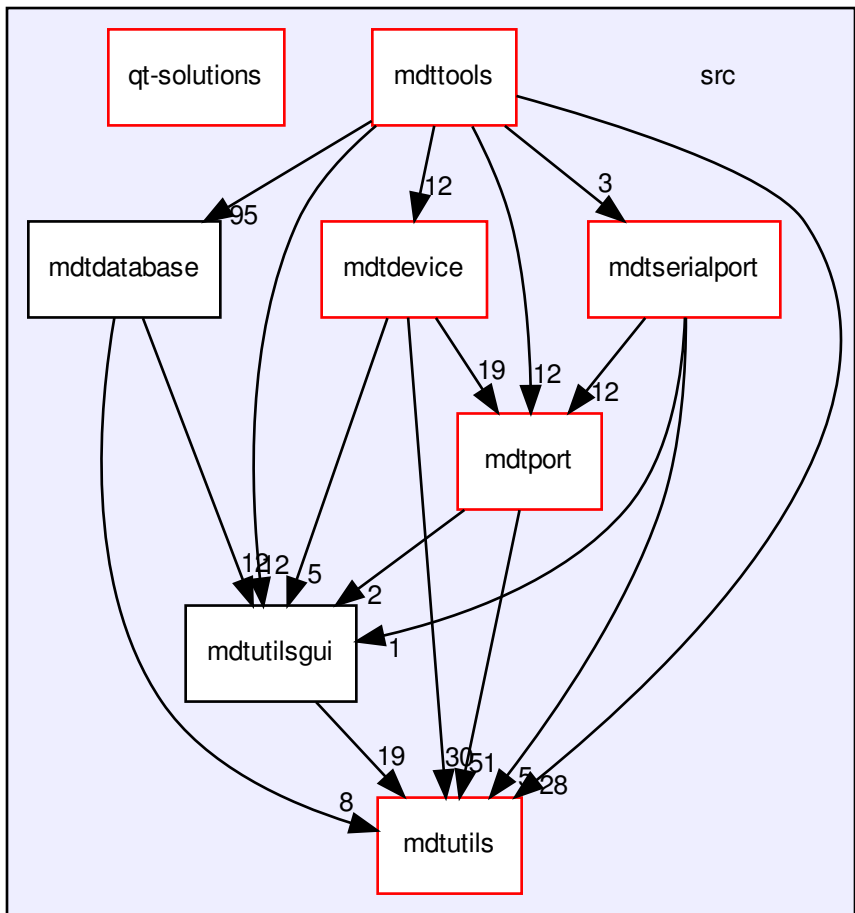 qt-solutions
mdttools
src
95
12
3
mdtdatabase
mdtdevice
mdtserialport
19
12
12
mdtport
12
12
5
2
mdtutilsgui
1
19
30
51
5
28
8
mdtutils